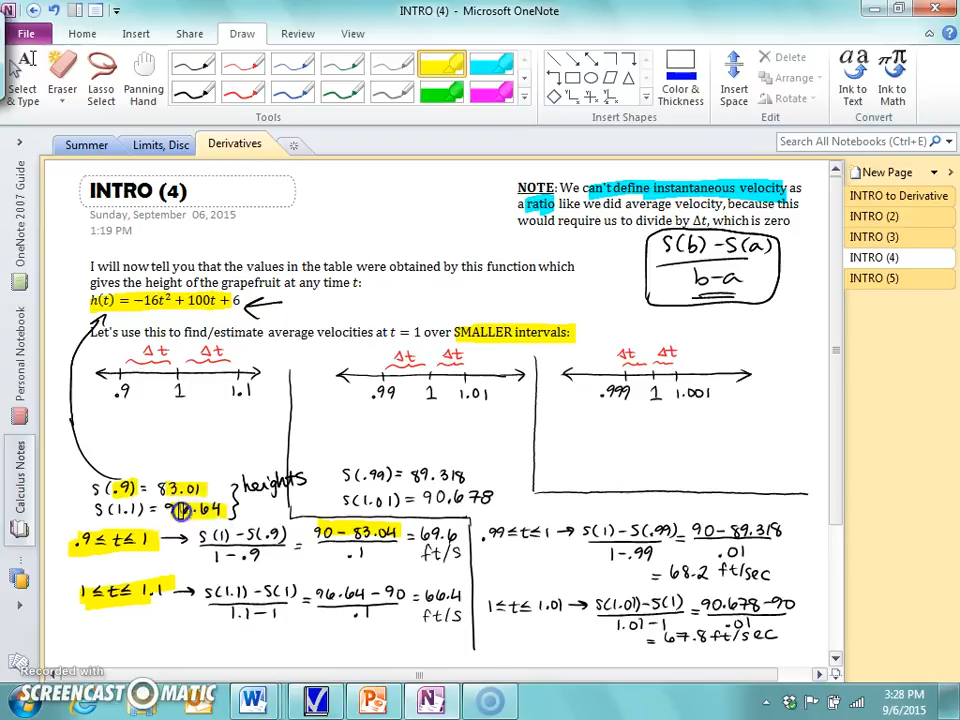 INTRO (4) - Microsoft OneNote
File Home Insert Share Draw Review View
Select & Type
Eraser
Lasso Select
Panning Hand
Tools
Insert Shape
Color & Thickness
Insert Space
Delete
Arrange
Rotate
Edit
Ink to Text
Ink to Math
Convert
Summer
Limits, Disc
Derivatives
Search All Notebooks (Ctrl+E)
OneNote 2007 Guide
Personal Notebook
Calculus Notes
New Page
INTRO to Derivative
INTRO (2)
INTRO (3)
INTRO (4)
INTRO (5)
INTRO (4)
Sunday, September 06, 2015
1:19 PM
NOTE: We can't define instantaneous velocity as
a ratio like we did average velocity, because this
would require us to divide by Δt, which is zero
S(b) - S(a)
b-a
I will now tell you that the values in the table were obtained by this function which
gives the height of the grapefruit at any time t:
h(t) = −16t² + 100t + 6
Let's use this to find/estimate average velocities at t = 1 over SMALLER intervals:
Δt Δt
.9 1 1.1
Δt Δt
.99 1 1.01
Δt Δt
.999 1 1.001
S(.9) = 83.01
S(1.1) = 96.64
heights
S(.99) = 89.318
S(1.01) = 90.678
.9 ≤ t ≤ 1 → S(1) - S(.9) / 1 - .9 = 90 - 83.04 / .1 = 69.6 ft/s
1 ≤ t ≤ 1.1 → S(1.1) - S(1) / 1.1 - 1 = 96.64 - 90 / .1 = 66.4 ft/s
.99 ≤ t ≤ 1 → S(1) - S(.99) / 1 - .99 = 90 - 89.318 / .01
= 68.2 ft/sec
1 ≤ t ≤ 1.01 → S(1.01) - S(1) / 1.01 - 1 = 90.678 - 90 / .01
= 67.8 ft/sec
Recorded with
SCREENCAST MATIC
3:28 PM
9/6/2015